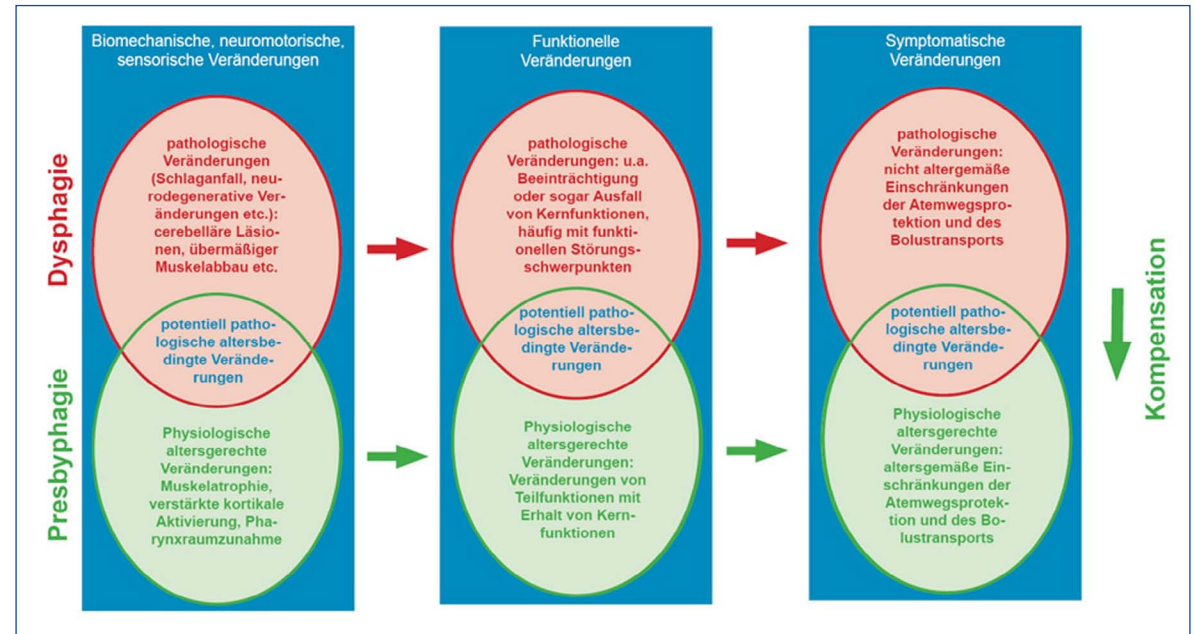 Biomechanische, neuromotorische,
sensorische Veränderungen
pathologische
Veränderungen
(Schlaganfall, neu-
rodegenerative Ver-
änderungen etc.):
cerebelläre Läsio-
nen, übermäßiger
Muskelabbau etc.
potentiell patho-
logische altersbe-
dingte Verände-
rungen
Physiologische
altersgerechte
Veränderungen:
Muskelatrophie,
verstärkte kortikale
Aktivierung, Pha-
rynxraumzunahme
Funktionelle
Veränderungen
pathologische
Veränderungen: u.a.
Beeinträchtigung
oder sogar Ausfall
von Kernfunktionen,
häufig mit funkti-
onellen Störungs-
schwerpunkten
potentiell patho-
logische altersbe-
dingte Verände-
rungen
Physiologische
altersgerechte
Veränderungen:
Veränderungen von
Teilfunktionen mit
Erhalt von Kern-
funktionen
Symptomatische
Veränderungen
pathologische
Veränderungen:
nicht altergemäße
Einschränkungen
der Atemwegspro-
tektion und des
Bolustransports
potentiell patho-
logische altersbe-
dingte Verände-
rungen
Physiologische
altersgerechte
Veränderungen:
altersgemäße Ein-
schränkungen der
Atemwegsprotek-
tion und des Bo-
lustransports
Dysphagie
Presbyphagie
Kompensation